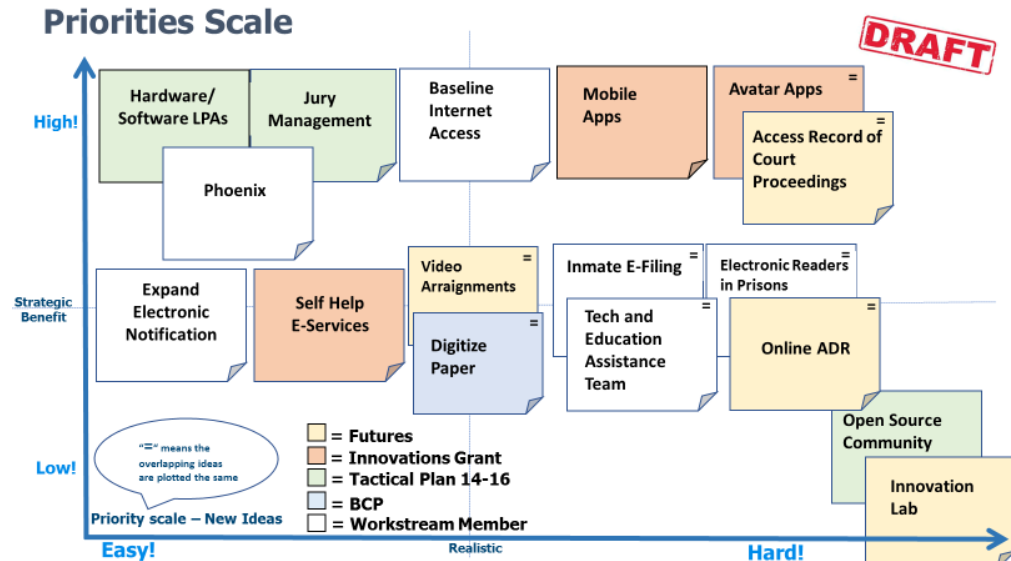 Priorities Scale
DRAFT
High!
Hardware/
Software LPAs
Jury
Management
Phoenix
Baseline
Internet
Access
Mobile
Apps
=
Avatar Apps
=
Access Record of
Court
Proceedings
Strategic
Benefit
Expand
Electronic
Notification
Self Help
E-Services
=
Video
Arraignments
=
Digitize
Paper
=
Inmate E-Filing
=
Tech and
Education
Assistance
Team
=
Electronic Readers
in Prisons
=
Online ADR
Open Source
Community
Innovation
Lab
Low!
"=" means the
overlapping ideas
are plotted the same
Priority scale – New Ideas
= Futures
= Innovations Grant
= Tactical Plan 14-16
= BCP
= Workstream Member
Easy!
Realistic
Hard!